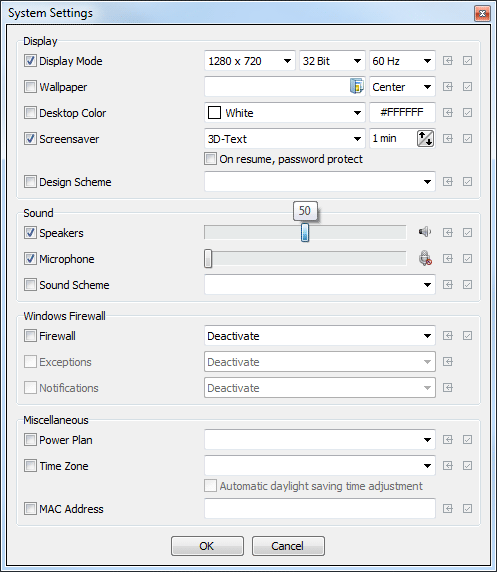 System Settings
Display
Display Mode 1280 x 720 32 Bit 60 Hz
Wallpaper Center
Desktop Color White #FFFFFF
Screensaver 3D-Text 1 min
On resume, password protect
Design Scheme
Sound
50
Speakers
Microphone
Sound Scheme
Windows Firewall
Firewall Deactivate
Exceptions Deactivate
Notifications Deactivate
Miscellaneous
Power Plan
Time Zone
Automatic daylight saving time adjustment
MAC Address
OK Cancel